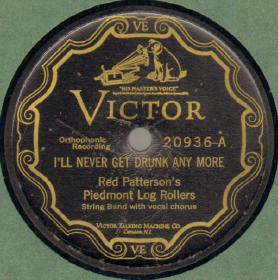 VE
"HIS MASTER'S VOICE"
VICTOR
Orthophonic
Recording
20936-A
I'LL NEVER GET DRUNK ANY MORE
Red Patterson's
Piedmont Log Rollers
String Band with vocal chorus
VICTOR TALKING MACHINE CO.
Camden, N.J.
VE